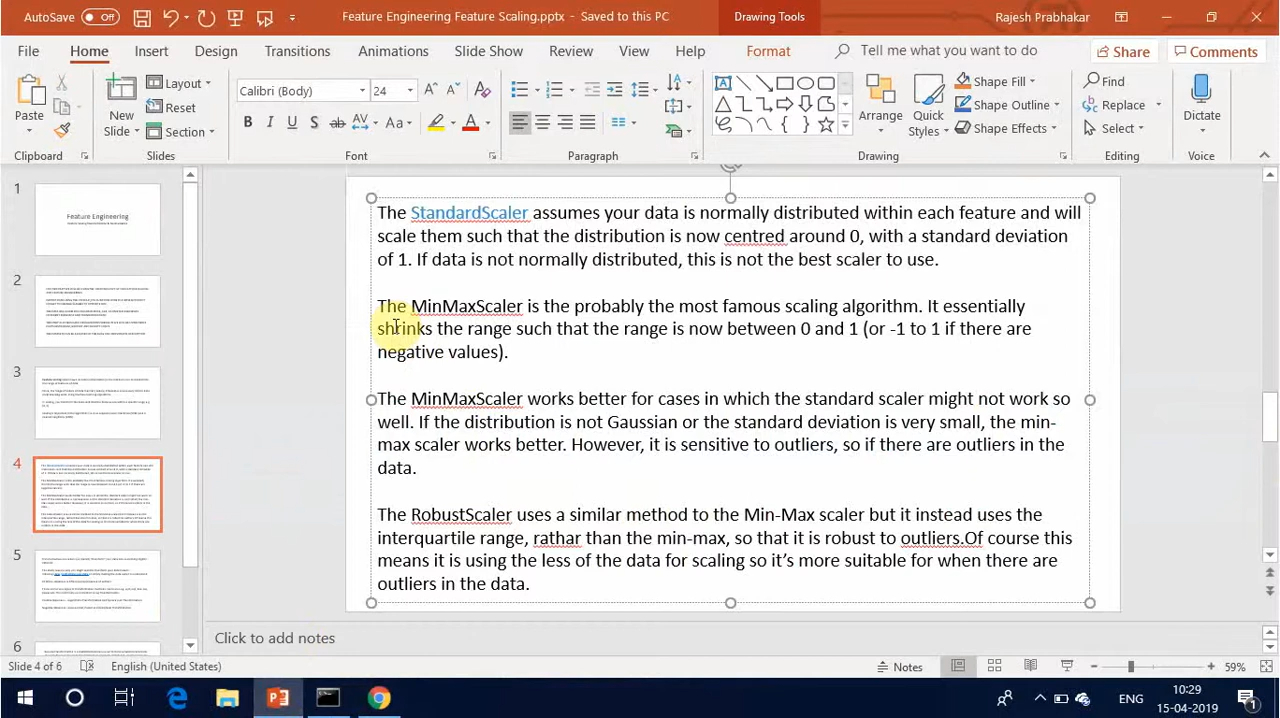 AutoSave Off
Feature Engineering Feature Scaling.pptx - Saved to this PC
Drawing Tools
Rajesh Prabhakar
File Home Insert Design Transitions Animations Slide Show Review View Help Format Tell me what you want to do Share Comments
Paste
New Slide
Layout
Reset
Section
Calibri (Body) 24
B I U S ab AV Aa A
Arrange
Quick Styles
Shape Fill
Shape Outline
Shape Effects
Find
Replace
Select
Dictate
Clipboard Slides Font Paragraph Drawing Editing Voice
1
Feature Engineering
2
3
4
5
6
The StandardScaler assumes your data is normally distributed within each feature and will
scale them such that the distribution is now centred around 0, with a standard deviation
of 1. If data is not normally distributed, this is not the best scaler to use.
The MinMaxScaler is the probably the most famous scaling algorithm. It essentially
shrinks the range such that the range is now between 0 and 1 (or -1 to 1 if there are
negative values).
The MinMaxScaler works better for cases in which the standard scaler might not work so
well. If the distribution is not Gaussian or the standard deviation is very small, the min-
max scaler works better. However, it is sensitive to outliers, so if there are outliers in the
data.
The RobustScaler uses a similar method to the MinMax scaler but it instead uses the
interquartile range, rathar than the min-max, so that it is robust to outliers.Of course this
means it is using the less of the data for scaling so it's more suitable for when there are
outliers in the data.
Click to add notes
Slide 4 of 6 English (United States) Notes 59%
ENG
10:29
15-04-2019
1